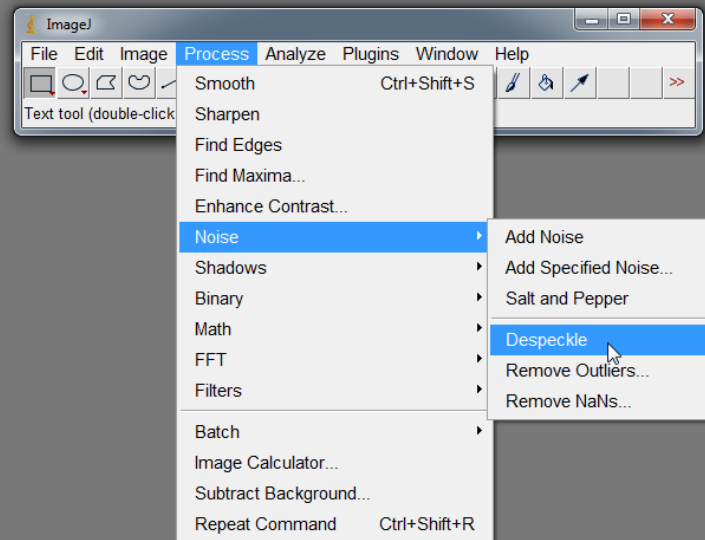 ImageJ
File Edit Image Process Analyze Plugins Window Help
>>
Text tool (double-click
Smooth Ctrl+Shift+S
Sharpen
Find Edges
Find Maxima...
Enhance Contrast...
Noise
Shadows
Binary
Math
FFT
Filters
Batch
Image Calculator...
Subtract Background...
Repeat Command Ctrl+Shift+R
Add Noise
Add Specified Noise...
Salt and Pepper
Despeckle
Remove Outliers...
Remove NaNs...